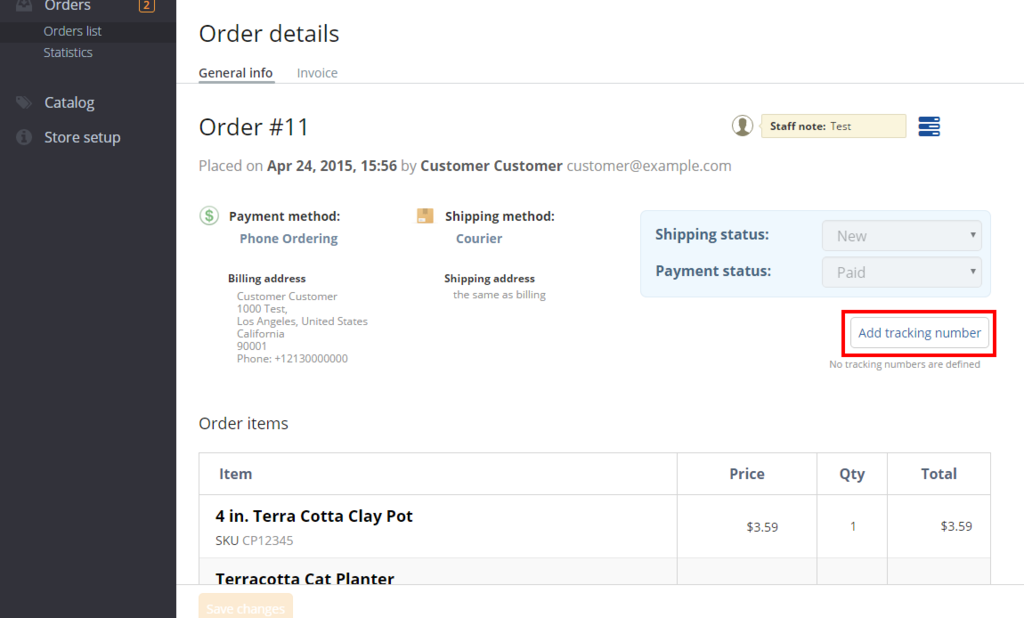 Orders 2
Orders list
Statistics
Catalog
Store setup
Order details
General info Invoice
Order #11
Staff note: Test
Placed on Apr 24, 2015, 15:56 by Customer Customer customer@example.com
$ Payment method:
Phone Ordering
Shipping method:
Courier
Billing address
Customer Customer
1000 Test,
Los Angeles, United States
California
90001
Phone: +12130000000
Shipping address
the same as billing
Shipping status: New
Payment status: Paid
Add tracking number
No tracking numbers are defined
Order items
Item Price Qty Total
4 in. Terra Cotta Clay Pot
SKU CP12345
$3.59 1 $3.59
Terracotta Cat Planter
Save changes